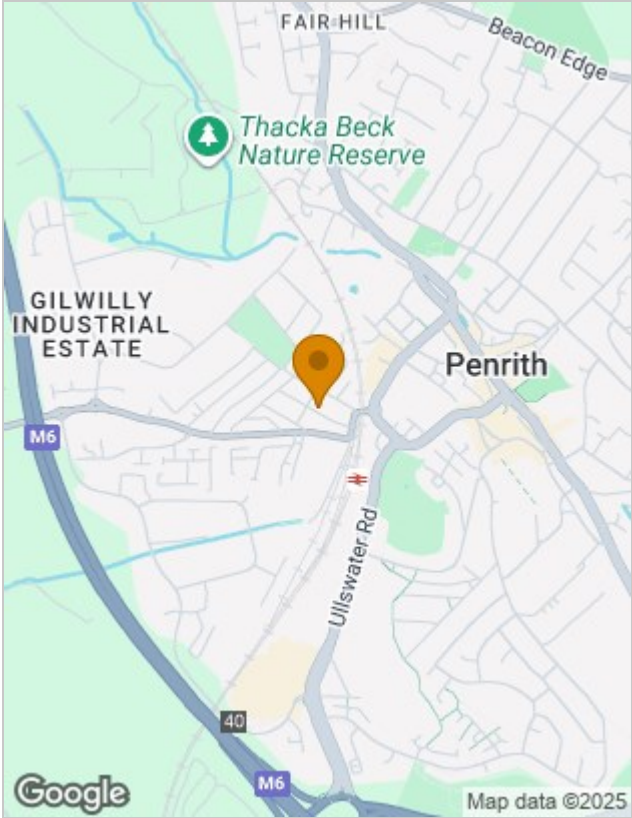 FAIR HILL
Beacon Edge
Thacka Beck
Nature Reserve
GILWILLY
INDUSTRIAL
ESTATE
Penrith
M6
Ullswater Rd
40
M6
Google
Map data ©2025